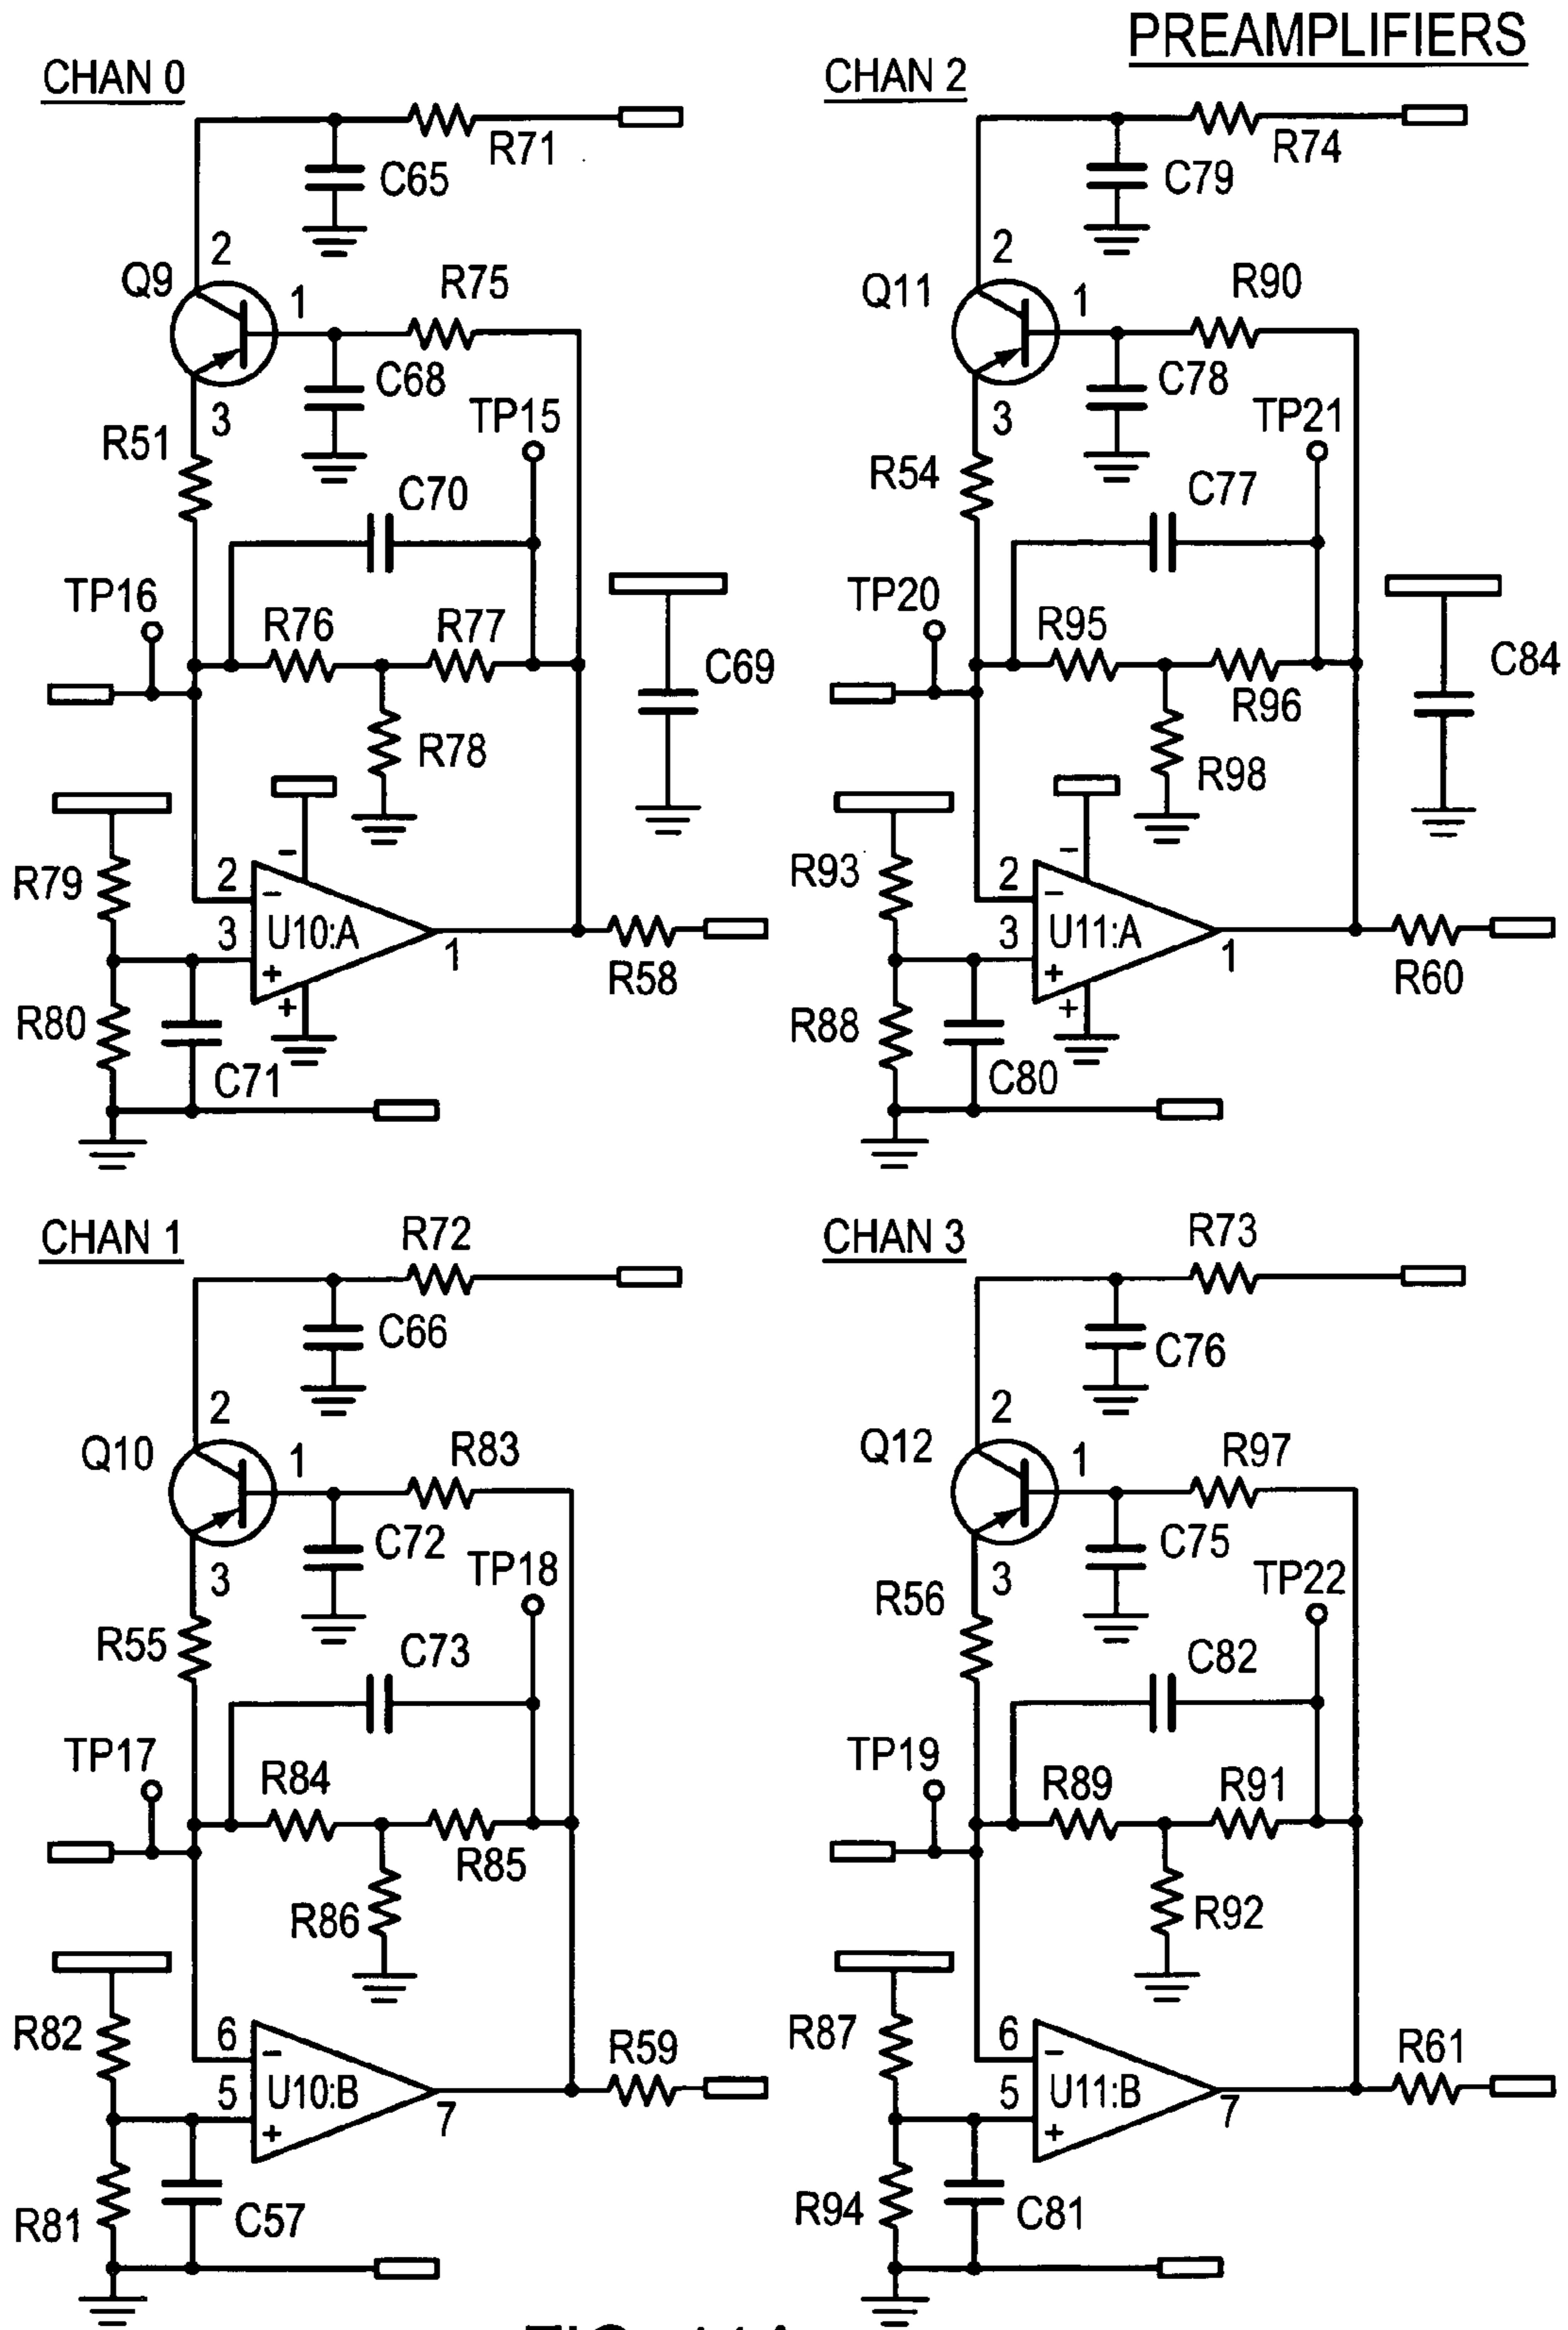 PREAMPLIFIERS
CHAN 0
R71
C65
2
Q9
1
R75
C68
3
TP15
R51
C70
TP16
R76
R77
C69
R78
-
R79
2
-
3
U10:A
1
+
+
R58
R80
C71
CHAN 2
R74
C79
2
Q11
1
R90
C78
3
TP21
R54
C77
TP20
R95
R96
C84
R98
-
R93
2
-
3
U11:A
1
+
+
R60
R88
C80
CHAN 1
R72
C66
2
Q10
1
R83
C72
3
TP18
R55
C73
TP17
R84
R85
R86
R82
6
-
5
U10:B
7
+
R59
R81
C57
CHAN 3
R73
C76
2
Q12
1
R97
C75
3
TP22
R56
C82
TP19
R89
R91
R92
R87
6
-
5
U11:B
7
+
R61
R94
C81